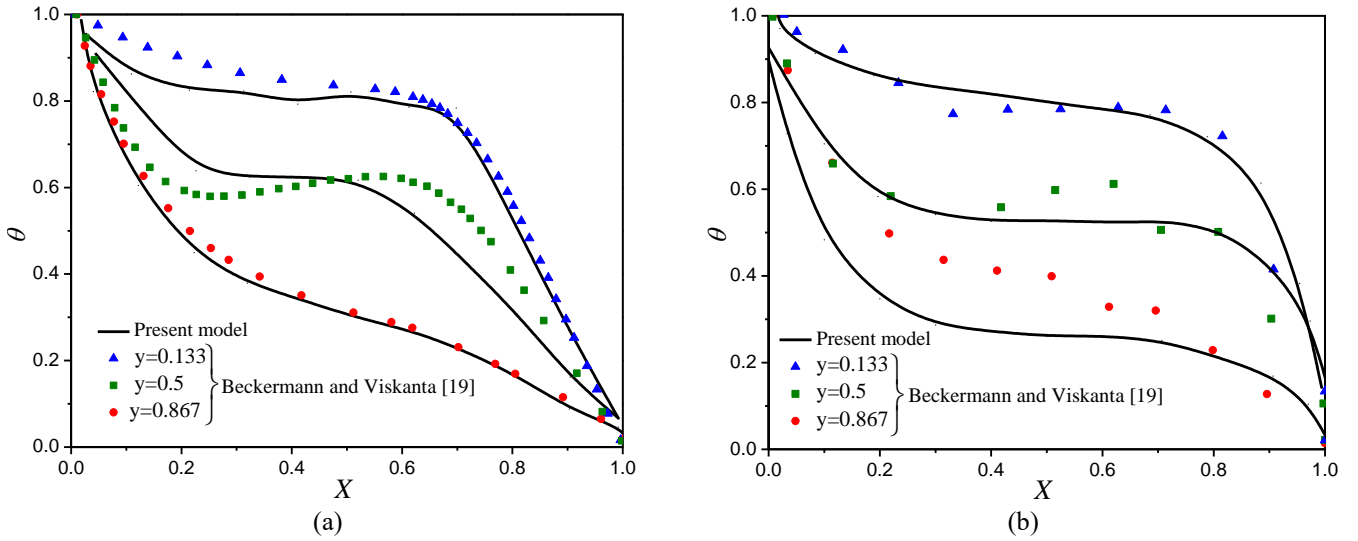 1.0
0.8
0.6
θ
0.4
0.2
0.0
Present model
y=0.133
y=0.5
y=0.867
Beckermann and Viskanta [19]
0.0 0.2 0.4 0.6 0.8 1.0
X
(a)
1.0
0.8
0.6
θ
0.4
0.2
0.0
Present model
y=0.133
y=0.5
y=0.867
Beckermann and Viskanta [19]
0.0 0.2 0.4 0.6 0.8 1.0
X
(b)